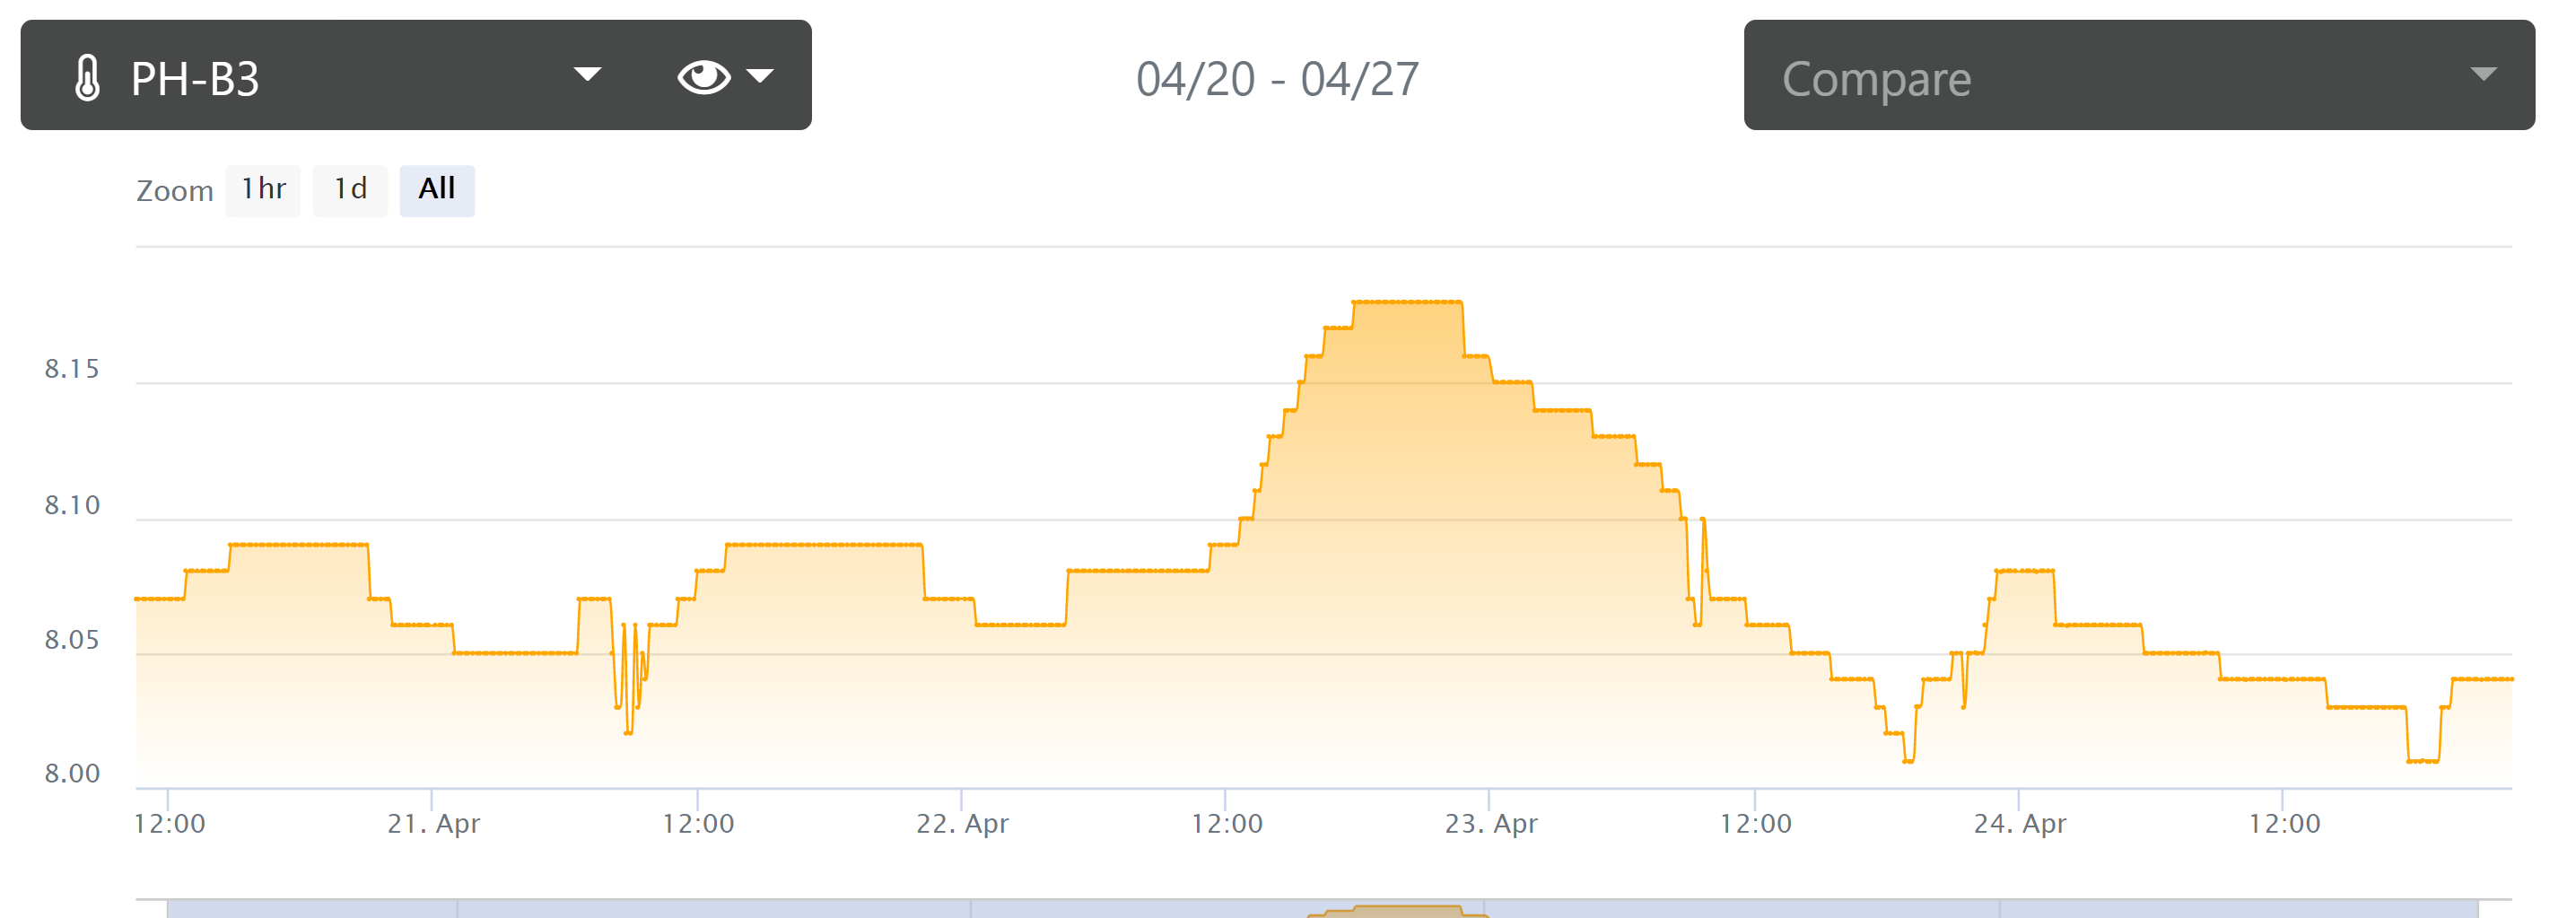 PH-B3
04/20 - 04/27
Compare
Zoom 1hr 1d All
8.15
8.10
8.05
8.00
12:00 21. Apr 12:00 22. Apr 12:00 23. Apr 12:00 24. Apr 12:00